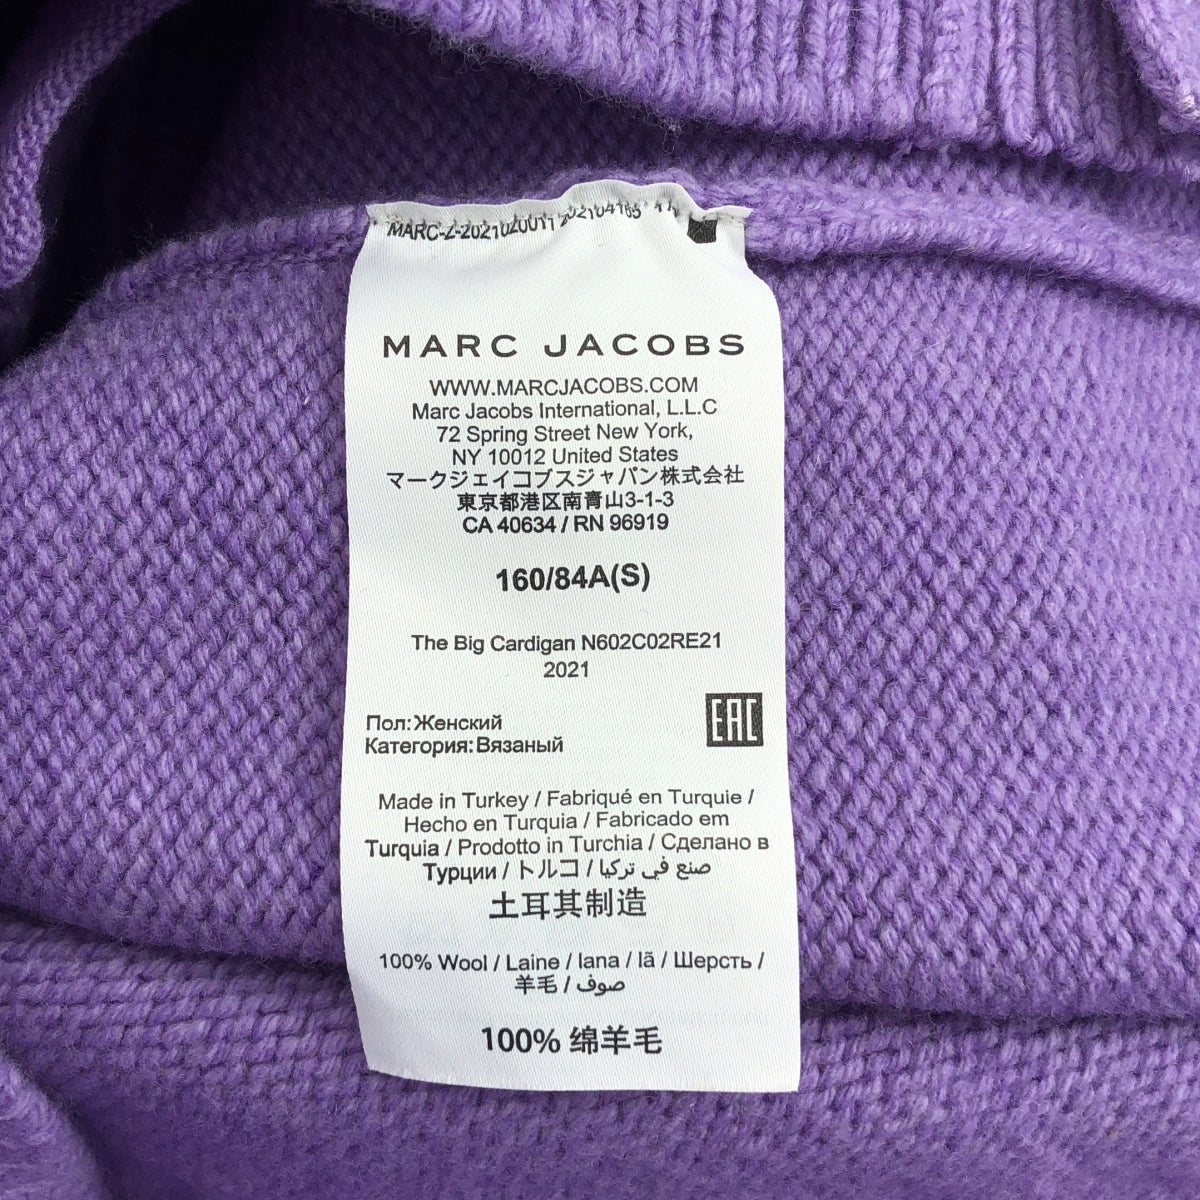 MARC-Z-2021020011 202104165
MARC JACOBS
WWW.MARCJACOBS.COM
Marc Jacobs International, L.L.C
72 Spring Street New York,
NY 10012 United States
マークジェイコブスジャパン株式会社
東京都港区南青山3-1-3
CA 40634 / RN 96919
160/84A(S)
The Big Cardigan N602C02RE21
2021
Пол:Женский
Категория:Вязаный
EAC
Made in Turkey / Fabriqué en Turquie /
Hecho en Turquia / Fabricado em
Turquia / Prodotto in Turchia / Сделано в
Турции / トルコ / صنع في تركيا
土耳其制造
100% Wool / Laine / lana / lã / Шерсть /
羊毛 / صوف
100% 绵羊毛